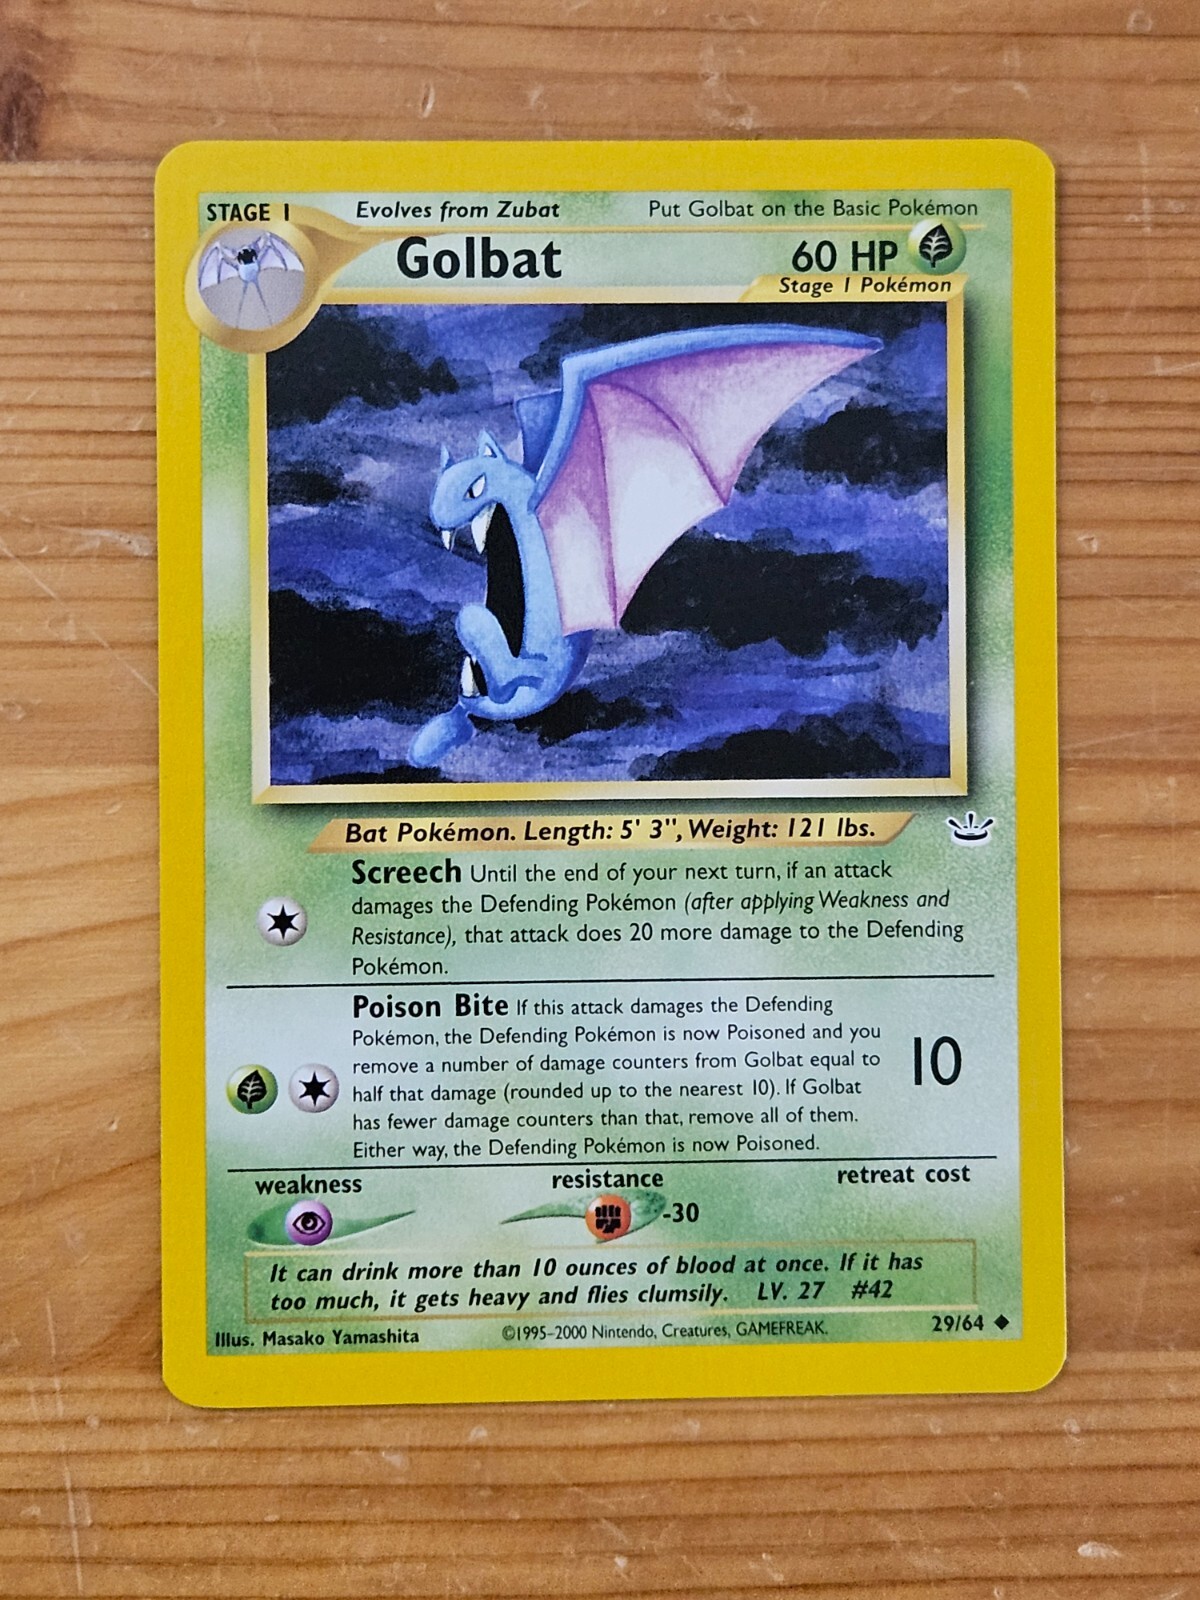 STAGE 1 Evolves from Zubat Put Golbat on the Basic Pokémon
Golbat 60 HP
Stage 1 Pokémon
Bat Pokémon. Length: 5' 3", Weight: 121 lbs.
Screech Until the end of your next turn, if an attack
damages the Defending Pokémon (after applying Weakness and
Resistance), that attack does 20 more damage to the Defending
Pokémon.
Poison Bite If this attack damages the Defending
Pokémon, the Defending Pokémon is now Poisoned and you
remove a number of damage counters from Golbat equal to
half that damage (rounded up to the nearest 10). If Golbat
has fewer damage counters than that, remove all of them.
Either way, the Defending Pokémon is now Poisoned.
10
weakness resistance retreat cost
-30
It can drink more than 10 ounces of blood at once. If it has
too much, it gets heavy and flies clumsily. LV. 27 #42
Illus. Masako Yamashita ©1995-2000 Nintendo, Creatures, GAMEFREAK. 29/64